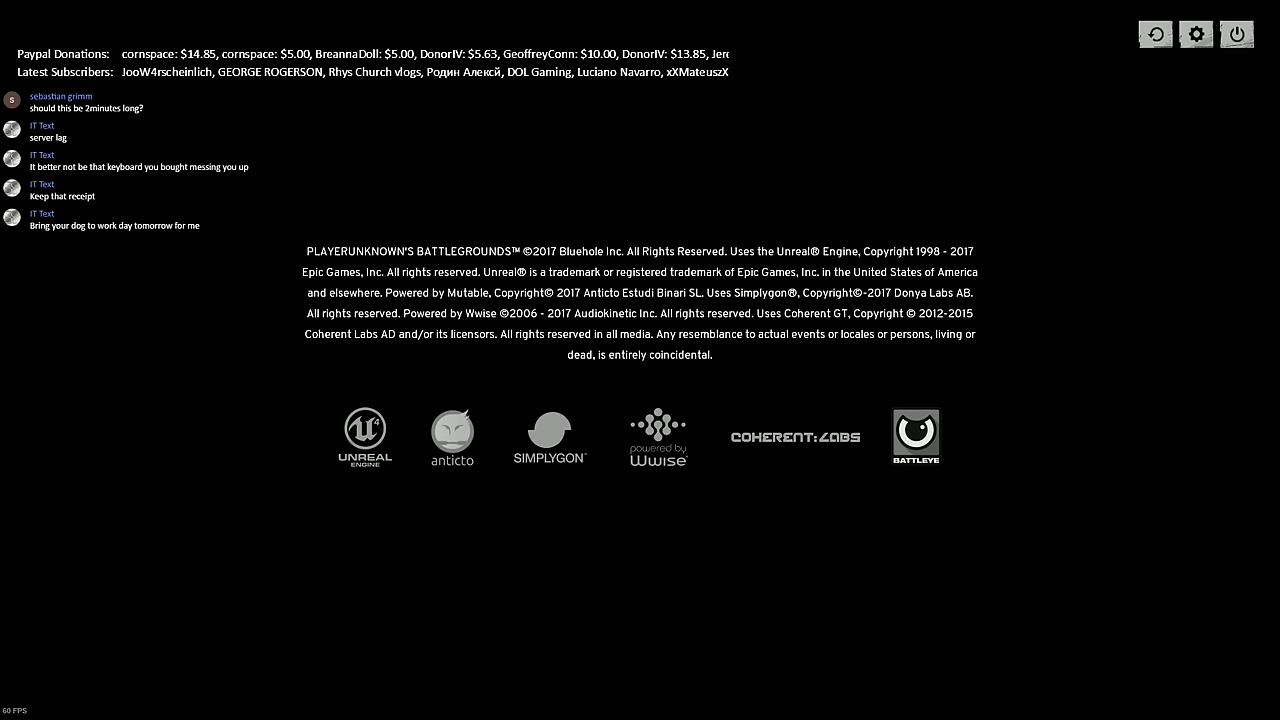 Paypal Donations: cornspace: $14.85, cornspace: $5.00, BreannaDoll: $5.00, DonorIV: $5.63, GeoffreyConn: $10.00, DonorIV: $13.85, Jere
Latest Subscribers: JooW4rscheinlich, GEORGE ROGERSON, Rhys Church vlogs, Родин Алексй, DOL Gaming, Luciano Navarro, xXMateuszX
S
sebastian grimm
should this be 2minutes long?
IT Text
server lag
IT Text
It better not be that keyboard you bought messing you up
IT Text
Keep that receipt
IT Text
Bring your dog to work day tomorrow for me
PLAYERUNKNOWN'S BATTLEGROUNDS™ ©2017 Bluehole Inc. All Rights Reserved. Uses the Unreal® Engine, Copyright 1998 - 2017
Epic Games, Inc. All rights reserved. Unreal® is a trademark or registered trademark of Epic Games, Inc. in the United States of America
and elsewhere. Powered by Mutable, Copyright© 2017 Anticto Estudi Binari SL. Uses Simplygon®, Copyright©-2017 Donya Labs AB.
All rights reserved. Powered by Wwise ©2006 - 2017 Audiokinetic Inc. All rights reserved. Uses Coherent GT, Copyright © 2012-2015
Coherent Labs AD and/or its licensors. All rights reserved in all media. Any resemblance to actual events or locales or persons, living or
dead, is entirely coincidental.
4
UNREAL
ENGINE
anticto
SIMPLYGON™
powered by
Wwise
COHERENT:LABS
BATTLEYE
60 FPS